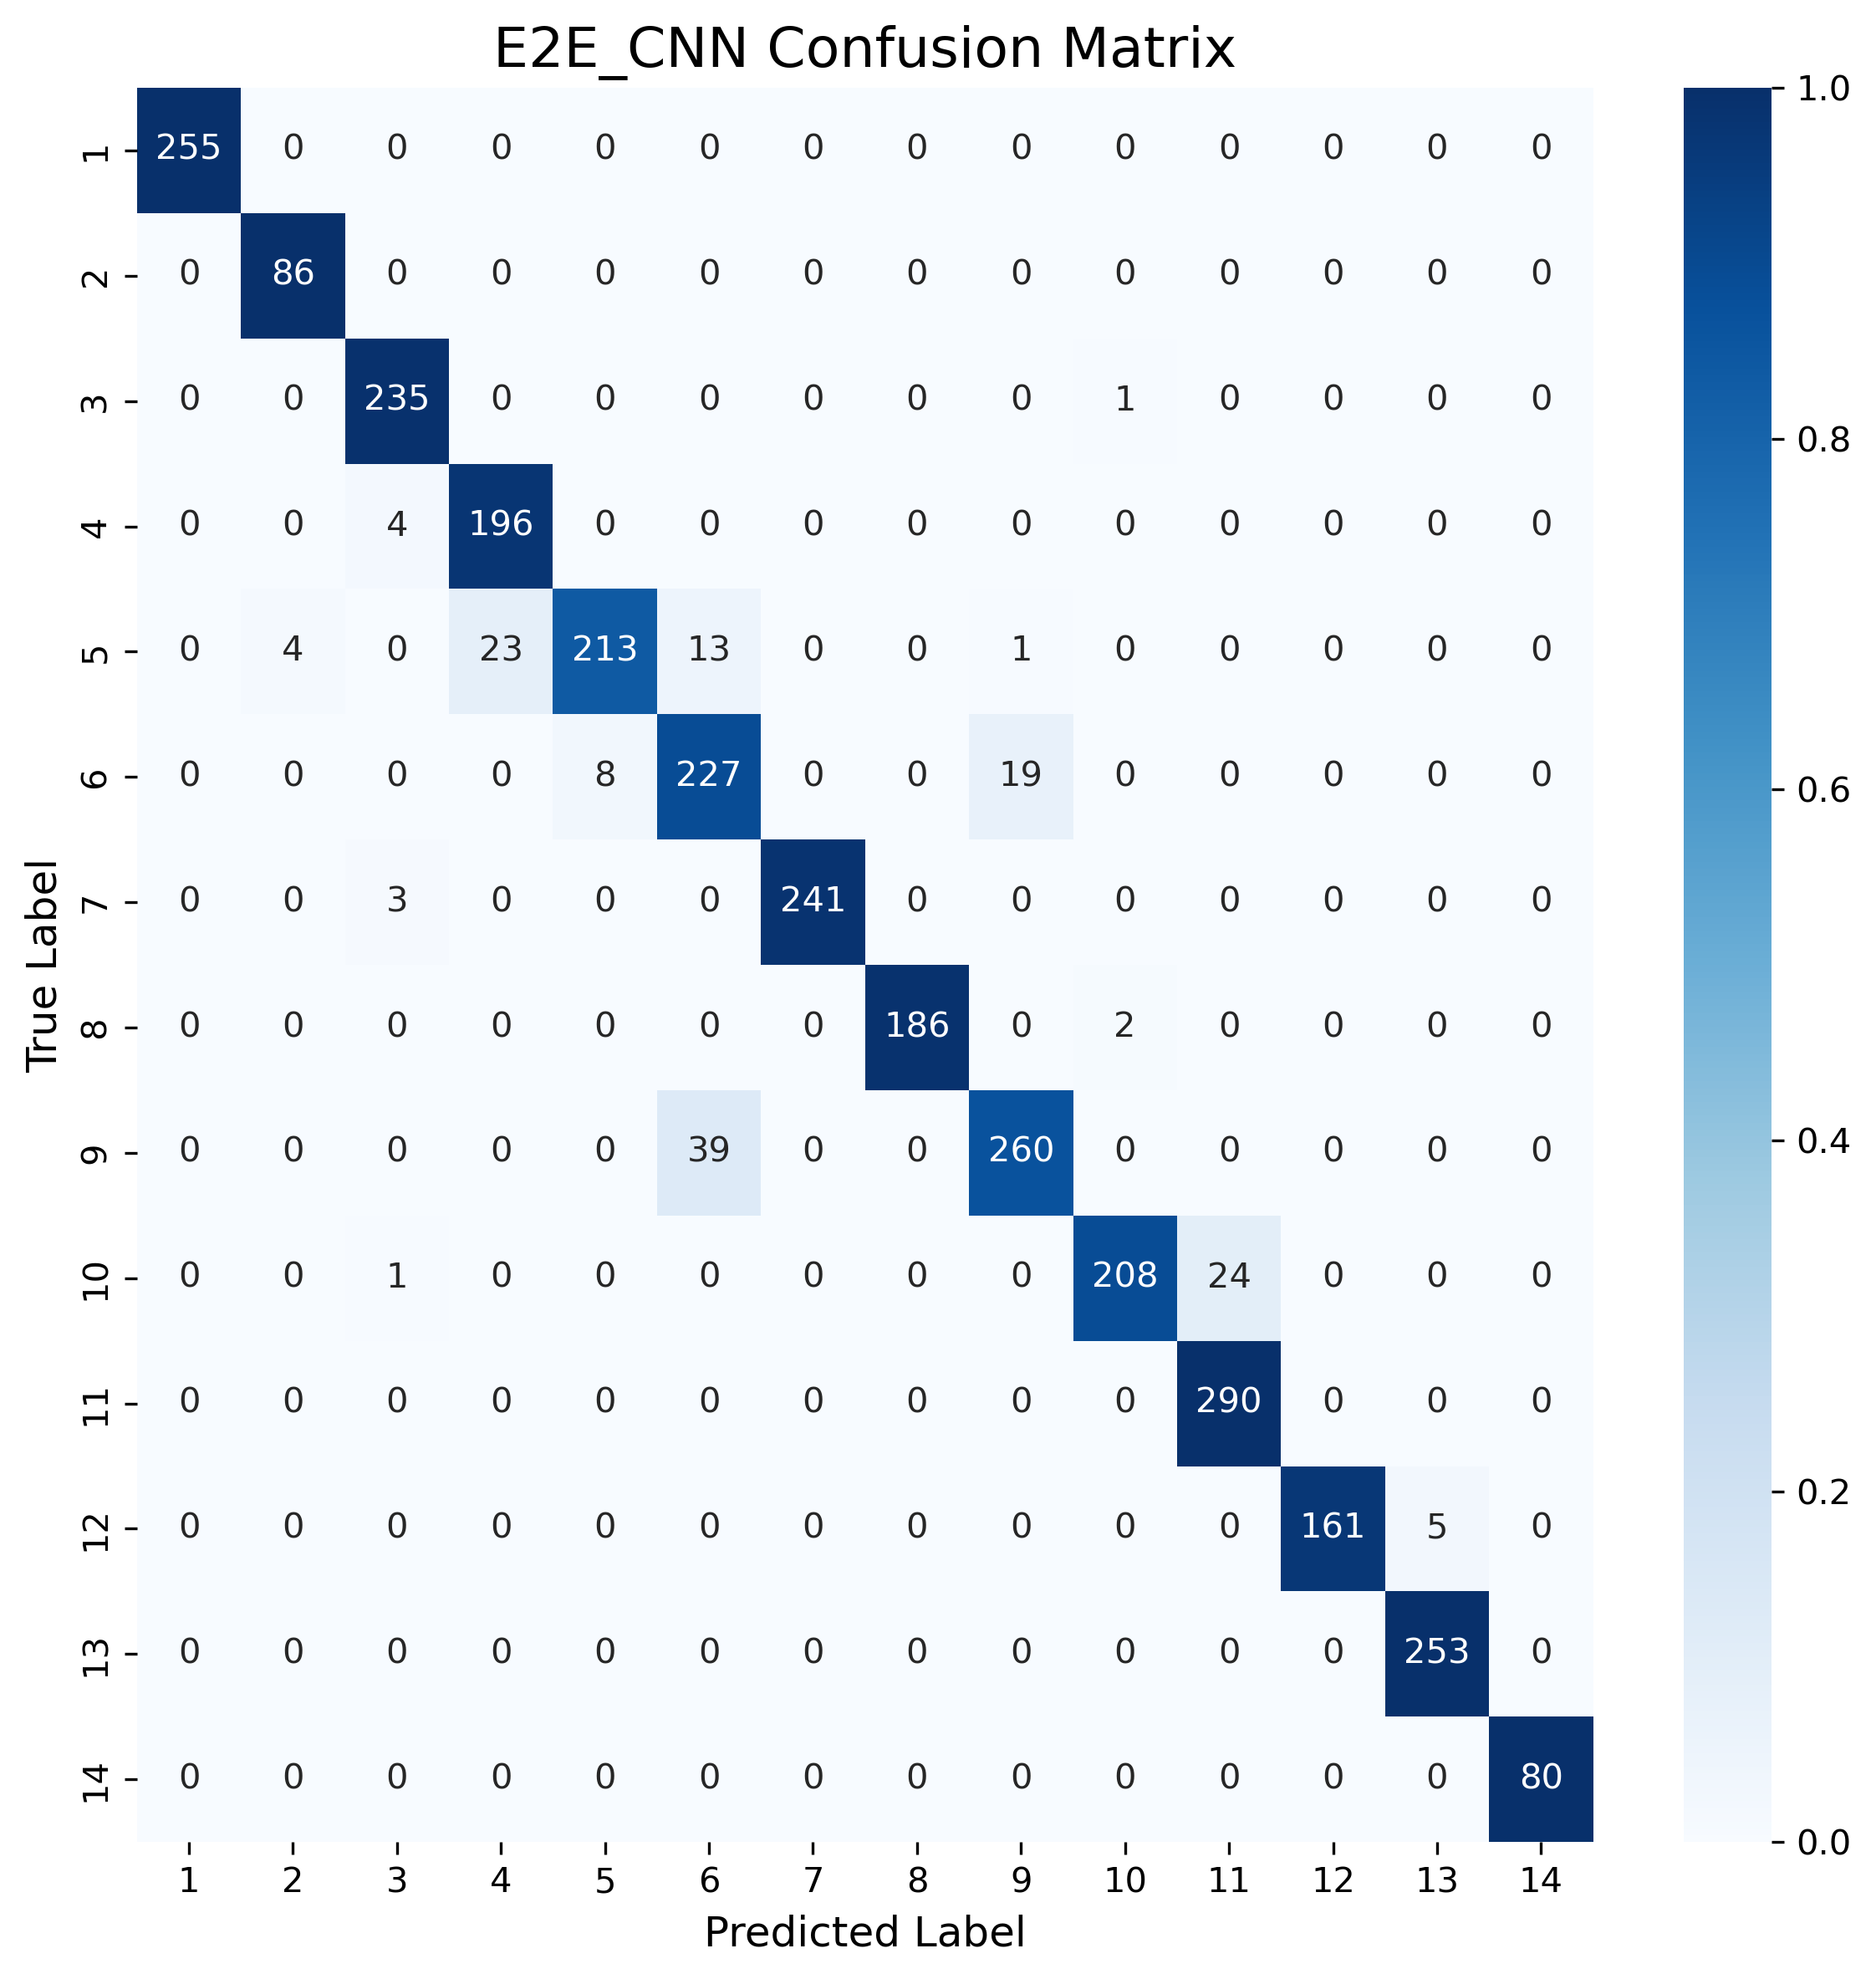 E2E_CNN Confusion Matrix
1 255 0 0 0 0 0 0 0 0 0 0 0 0 0
2 0 86 0 0 0 0 0 0 0 0 0 0 0 0
3 0 0 235 0 0 0 0 0 0 1 0 0 0 0
4 0 0 4 196 0 0 0 0 0 0 0 0 0 0
5 0 4 0 23 213 13 0 0 1 0 0 0 0 0
6 0 0 0 0 8 227 0 0 19 0 0 0 0 0
7 0 0 3 0 0 0 241 0 0 0 0 0 0 0
8 0 0 0 0 0 0 0 186 0 2 0 0 0 0
9 0 0 0 0 0 39 0 0 260 0 0 0 0 0
10 0 0 1 0 0 0 0 0 0 208 24 0 0 0
11 0 0 0 0 0 0 0 0 0 0 290 0 0 0
12 0 0 0 0 0 0 0 0 0 0 0 161 5 0
13 0 0 0 0 0 0 0 0 0 0 0 0 253 0
14 0 0 0 0 0 0 0 0 0 0 0 0 0 80
1 2 3 4 5 6 7 8 9 10 11 12 13 14
Predicted Label
True Label
1.0
0.8
0.6
0.4
0.2
0.0